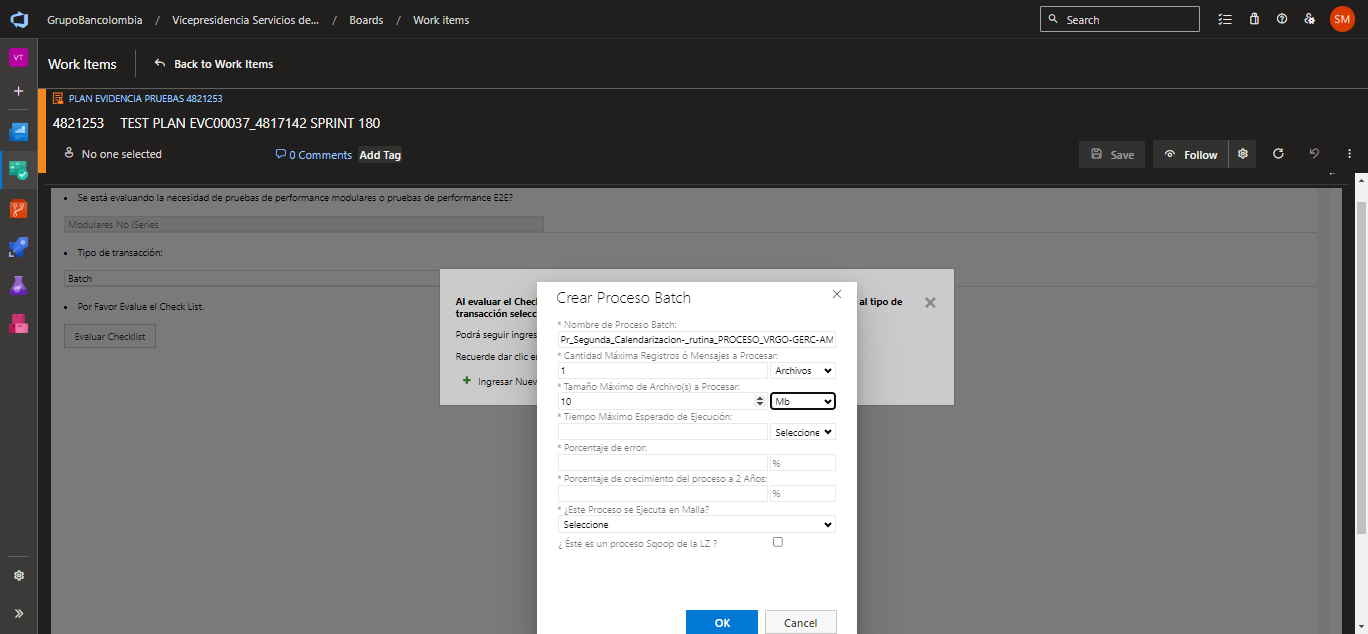 GrupoBancolombia / Vicepresidencia Servicios de... / Boards / Work items
Search
SM
VT
Work Items
Back to Work Items
PLAN EVIDENCIA PRUEBAS 4821253
4821253 TEST PLAN EVC00037_4817142 SPRINT 180
No one selected
0 Comments
Add Tag
Save
Follow
• Se está evaluando la necesidad de pruebas de performance modulares o pruebas de performance E2E?
Modulares No ISeries
• Tipo de transacción:
Batch
• Por Favor Evalue el Check List.
Evaluar Checklist
Al evaluar el Chec
al tipo de
transacción selecc
Podrá seguir ingres
Recuerde dar clic e
Ingresar Nuev
Crear Proceso Batch
* Nombre de Proceso Batch:
Pr_Segunda_Calendarizacion-_rutina_PROCESO_VRGO-GERC-AM
* Cantidad Máxima Registros ó Mensajes a Procesar:
1
Archivos
* Tamaño Máximo de Archivo(s) a Procesar:
10
Mb
* Tiempo Máximo Esperado de Ejecución:
Seleccione
* Porcentaje de error:
%
* Porcentaje de crecimiento del proceso a 2 Años:
%
* ¿Este Proceso se Ejecuta en Malla?
Seleccione
¿ Éste es un proceso Sqoop de la LZ ?
OK
Cancel